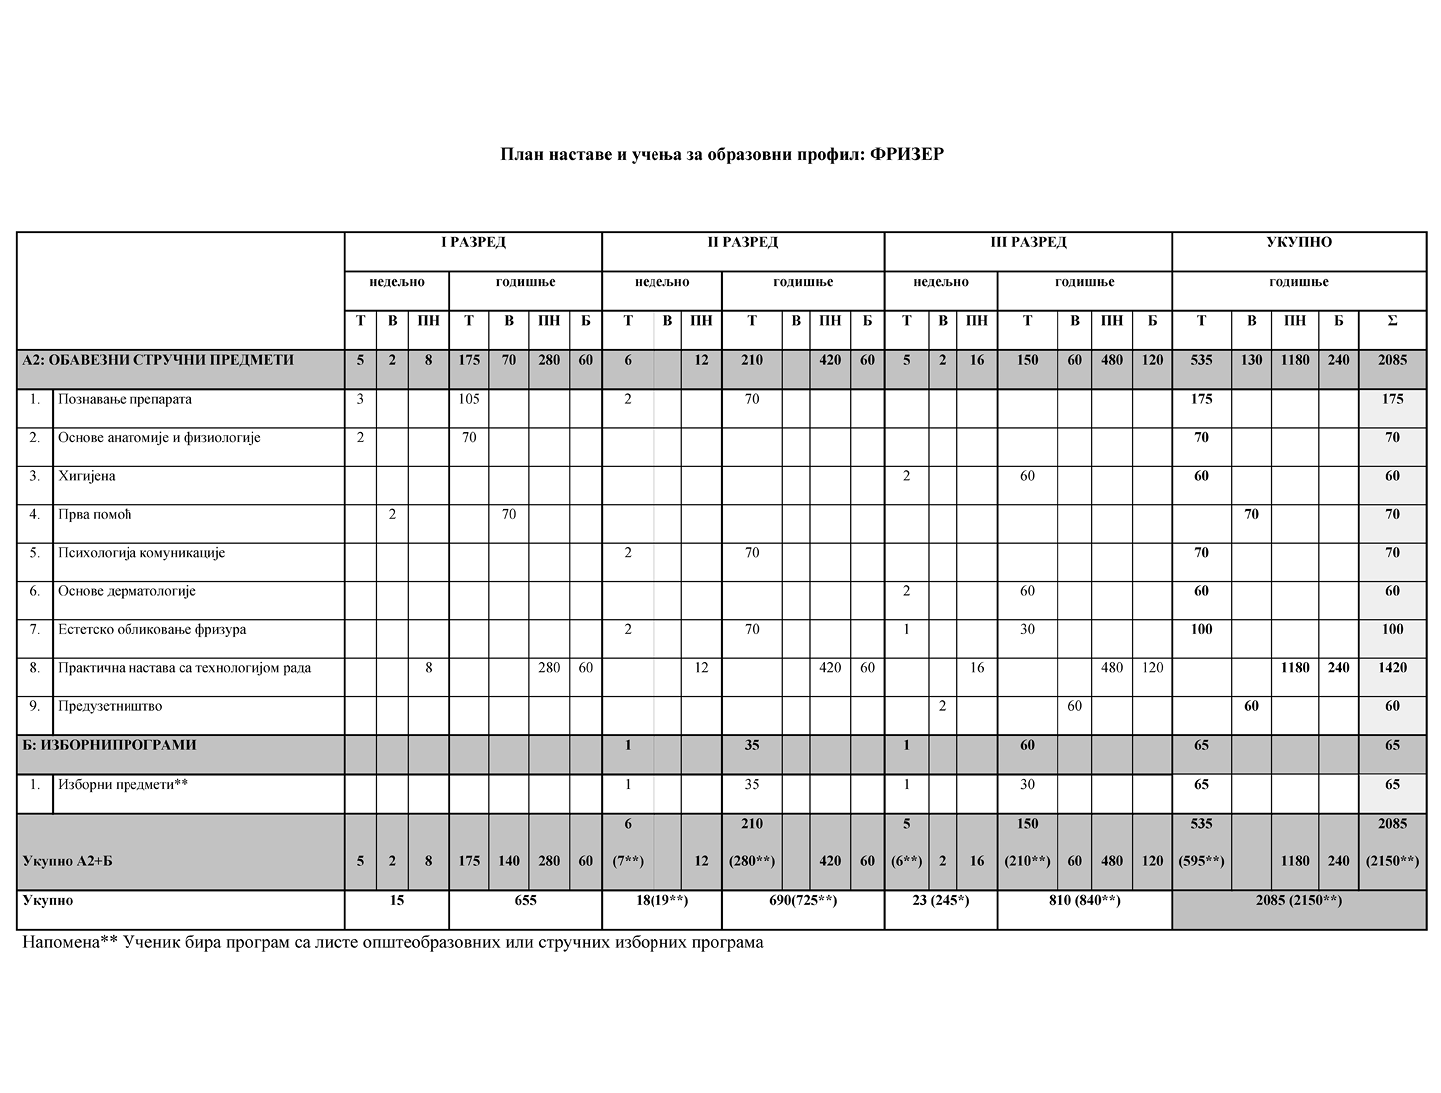 План наставе и учења за образовни профил: ФРИЗЕР
I РАЗРЕД II РАЗРЕД III РАЗРЕД УКУПНО
недељно годишње недељно годишње недељно годишње годишње
Т В ПН Т В ПН Б Т В ПН Т В ПН Б Т В ПН Т В ПН Б Т В ПН Б Σ
А2: ОБАВЕЗНИ СТРУЧНИ ПРЕДМЕТИ 5 2 8 175 70 280 60 6 12 210 420 60 5 2 16 150 60 480 120 535 130 1180 240 2085
1. Познавање препарата 3 105 2 70 175 175
2. Основе анатомије и физиологије 2 70 70 70
3. Хигијена 2 60 60 60
4. Прва помоћ 2 70 70 70
5. Психологија комуникације 2 70 70 70
6. Основе дерматологије 2 60 60 60
7. Естетско обликовање фризура 2 70 1 30 100 100
8. Практична настава са технологијом рада 8 280 60 12 420 60 16 480 120 1180 240 1420
9. Предузетништво 2 60 60 60
Б: ИЗБОРНИПРОГРАМИ 1 35 1 60 65 65
1. Изборни предмети** 1 35 1 30 65 65
6 210 5 150 535 2085
Укупно А2+Б 5 2 8 175 140 280 60 (7**) 12 (280**) 420 60 (6**) 2 16 (210**) 60 480 120 (595**) 1180 240 (2150**)
Укупно 15 655 18(19**) 690(725**) 23 (245*) 810 (840**) 2085 (2150**)
Напомена** Ученик бира програм са листе општеобразовних или стручних изборних програма